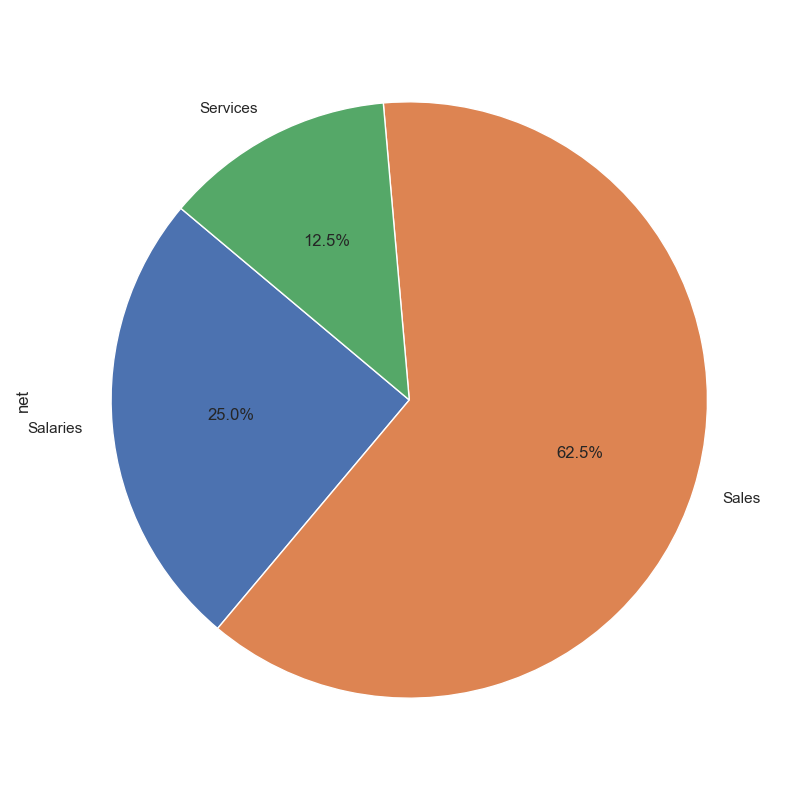 Services
12.5%
net
Salaries
25.0%
62.5%
Sales